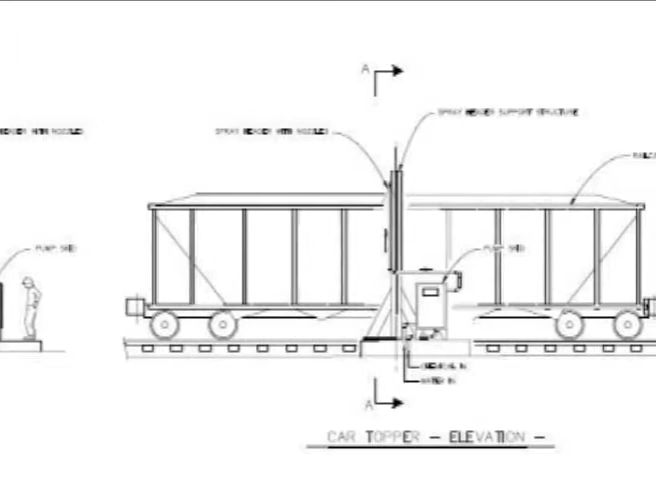 A
SPRAY HEADER SUPPORT STRUCTURE
HEADER WITH NOZZLES
SPRAY HEADER WITH NOZZLES
PUMP SKID
PUMP SKID
CHEMICAL IN
WATER IN
A
CAR TOPPER - ELEVATION -